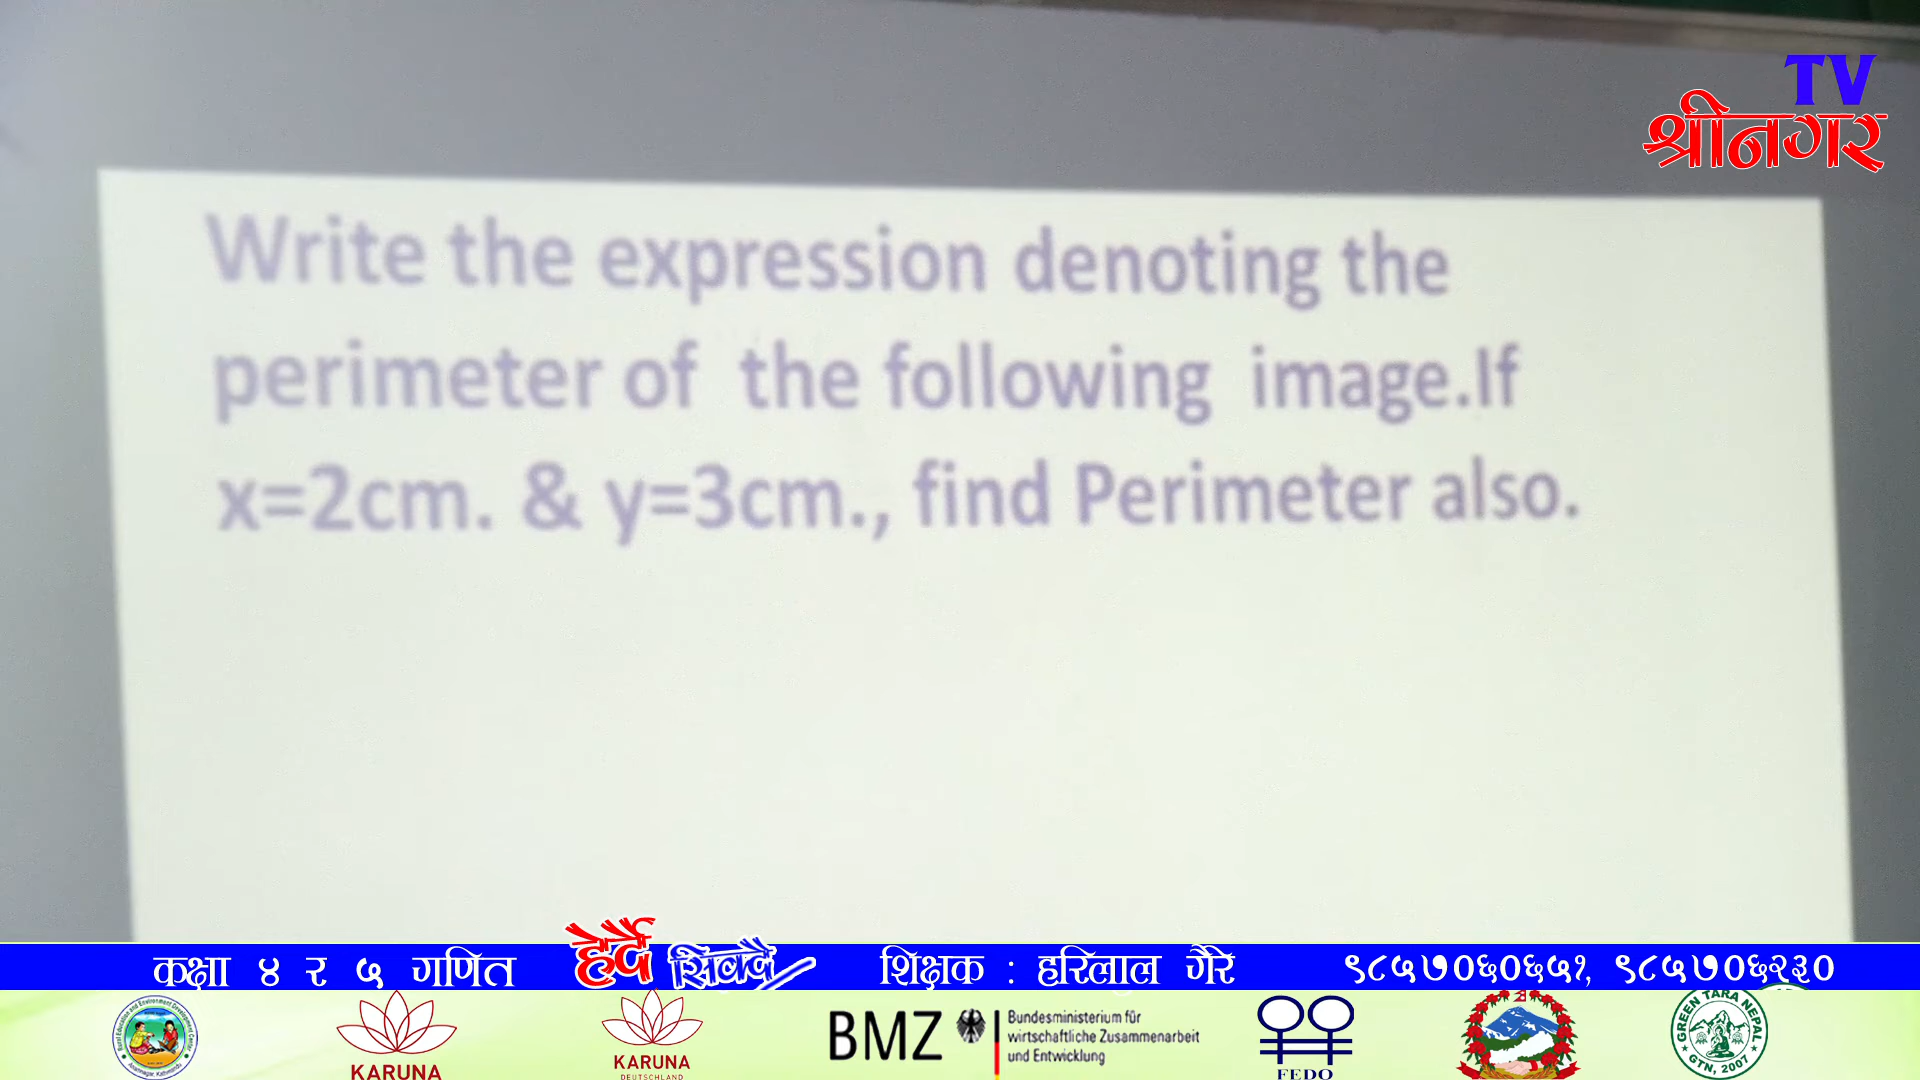 TV
श्रीनगर
Write the expression denoting the
perimeter of the following image.If
x=2cm. & y=3cm., find Perimeter also.
कक्षा ४ र ५ गणित हेर्दै सिक्दै शिक्षक : हरिलाल गैरे ९८५७०६०६५१, ९८५७०६२२३०
KARUNA
KARUNA
DEUTSCHLAND
BMZ
Bundesministerium für
wirtschaftliche Zusammenarbeit
und Entwicklung
FEDO
GREEN TARA NEPAL
GTN, 2007